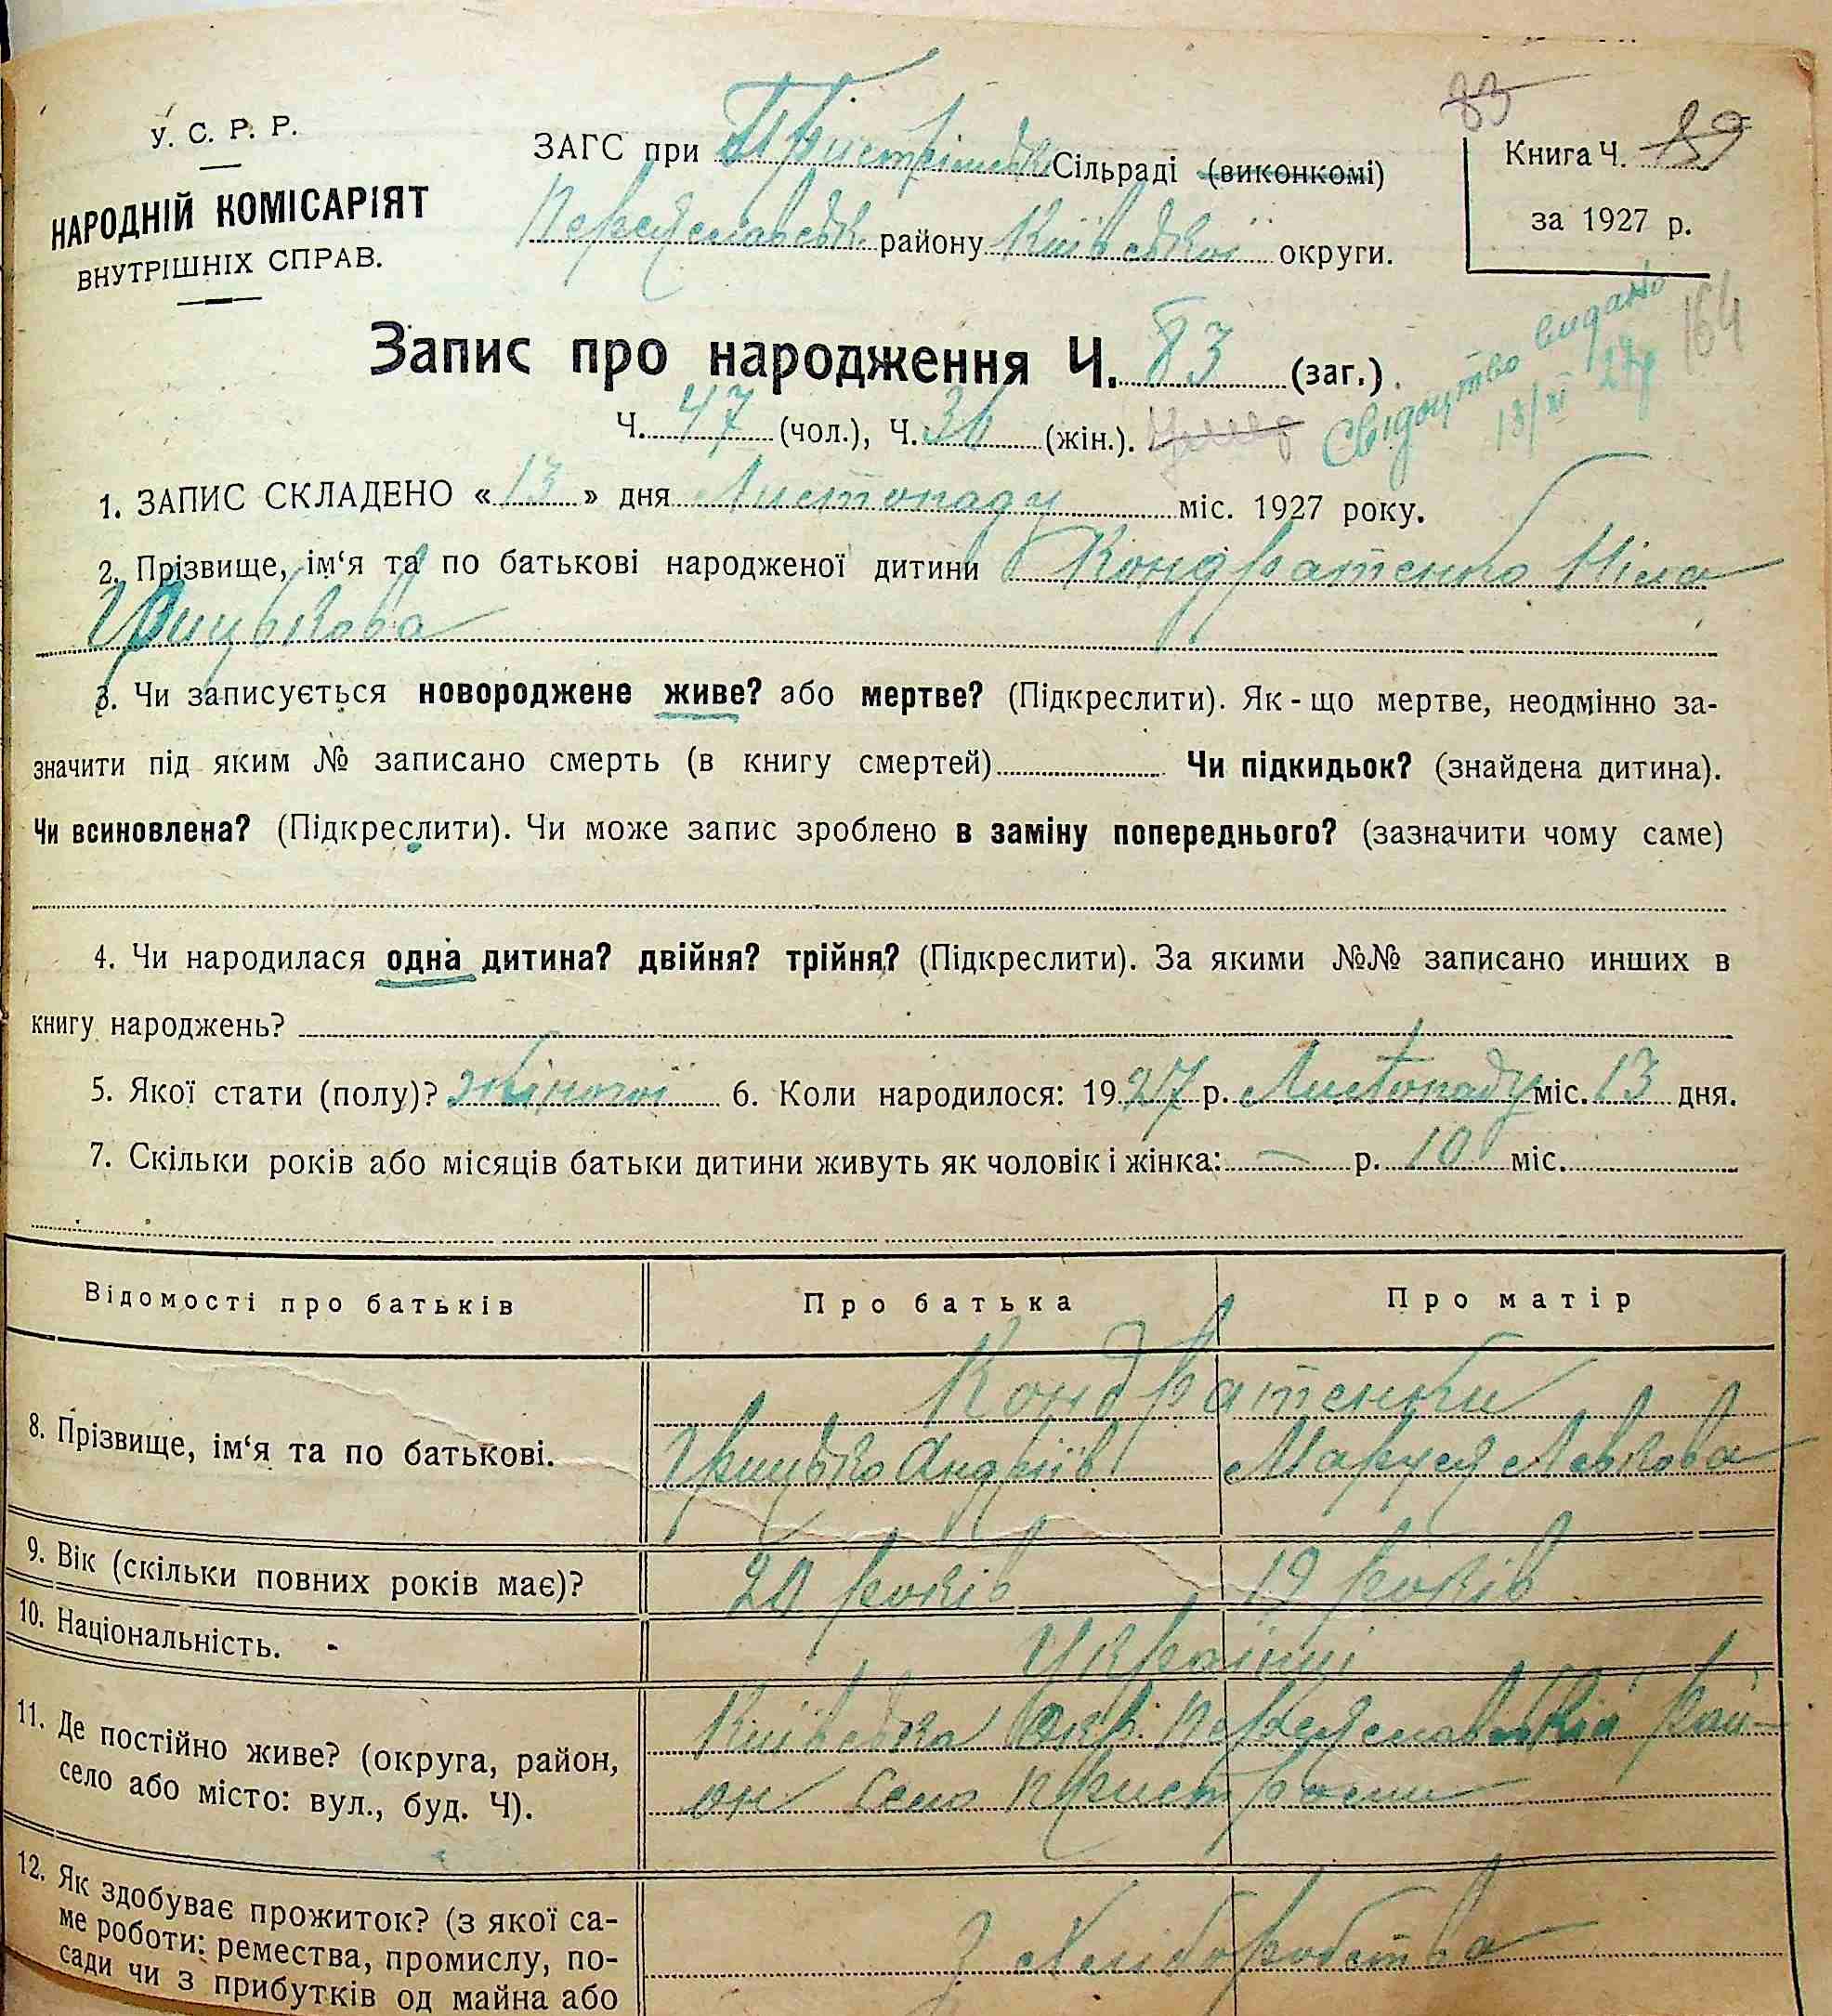 83
У. С. Р. Р.
НАРОДНІЙ КОМІСАРІЯТ
ВНУТРІШНІХ СПРАВ.
ЗАГС при Сільраді (виконкомі)
Переяславськ. району Київської округи.
Книга Ч. 89
за 1927 р.
Запис про народження Ч. 83 (заг.).
Ч. 47 (чол.), Ч. 36 (жін.).
Свідоцтво видано
13/XI 27р
164
1. ЗАПИС СКЛАДЕНО « 13 » дня Листопаду міс. 1927 року.
2. Прізвище, ім‘я та по батькові народженої дитини Кондратенко
Грицькова
3. Чи записується новороджене живе? або мертве? (Підкреслити). Як-що мертве, неодмінно за-
значити під яким № записано смерть (в книгу смертей) Чи підкидьок? (знайдена дитина).
Чи всиновлена? (Підкреслити). Чи може запис зроблено в заміну попереднього? (зазначити чому саме)
4. Чи народилася одна дитина? двійня? трійня? (Підкреслити). За якими №№ записано инших в
книгу народжень?
5. Якої стати (полу)? жіночої 6. Коли народилося: 1927 р. Листопаду міс. 13 дня.
7. Скільки років або місяців батьки дитини живуть як чоловік і жінка: — р. 10 міс.
Відомості про батьків Про батька Про матір
Кондратенки
8. Прізвище, ім‘я та по батькові. Грицько Андріїв Маруся Левкова
9. Вік (скільки повних років має)? 20 років 19 років
10. Національність. Українці
11. Де постійно живе? (округа, район, Київська Окр. Переяславській рай-
село або місто: вул., буд. Ч). он село Пристроми
12. Як здобуває прожиток? (з якої са-
ме роботи: ремества, промислу, по- З Хліборобства
сади чи з прибутків од майна або